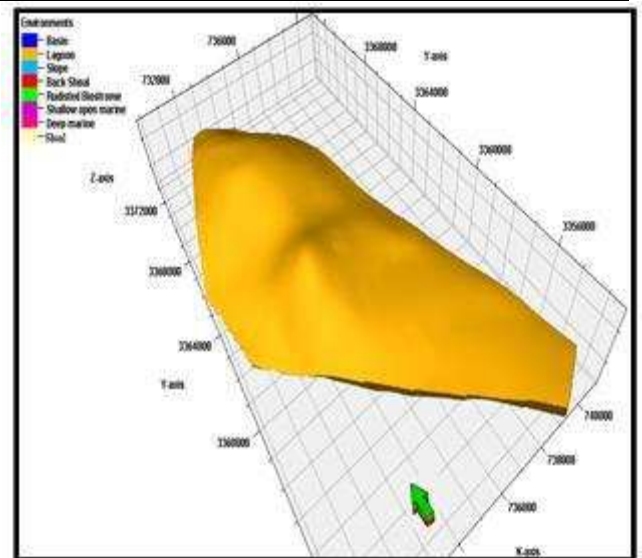 Environments
Basin
Lagoon
Slope
Back Shoal
Rudisted Biostrome
Shallow open marine
Deep marine
Shoal
736000
732000
Z-axis
3372000
3368000
3364000
Y-axis
3360000
3368000
Y-axis
3364000
3360000
3356000
740000
738000
736000
X-axis